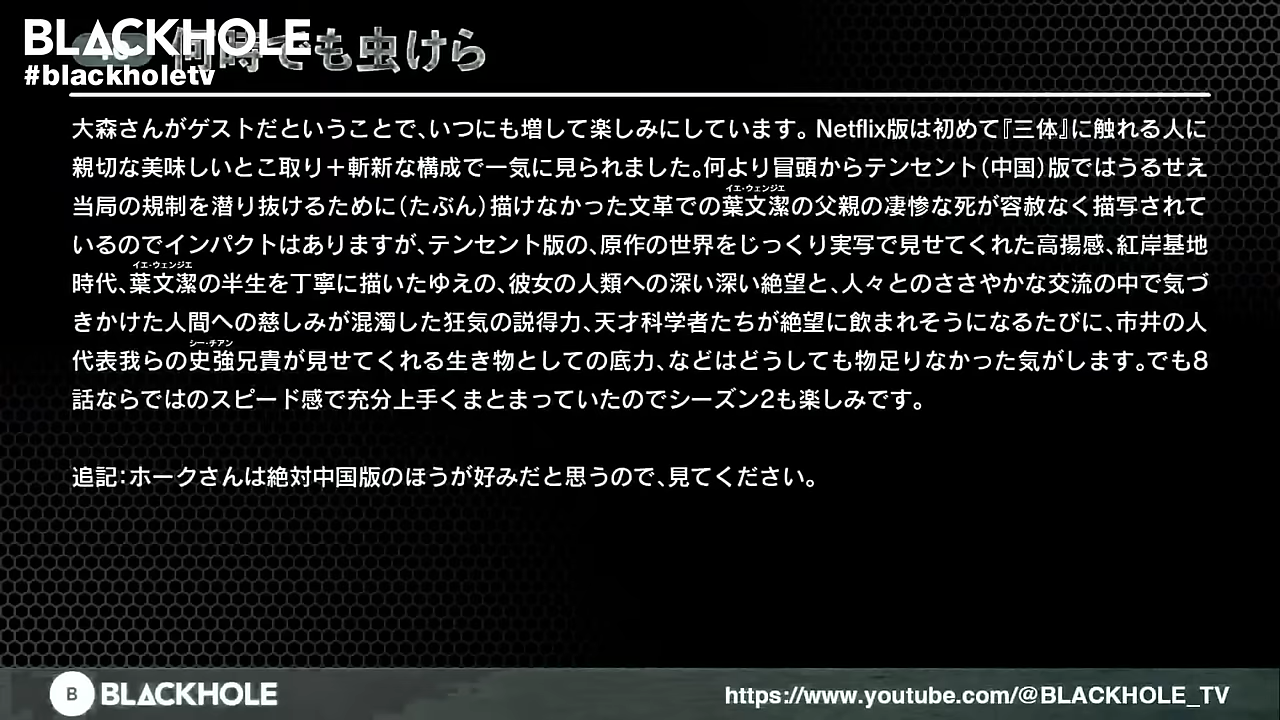 BLACKHOLE
何時でも虫けら
#blackholetv
大森さんがゲストだということで、いつにも増して楽しみにしています。Netflix版は初めて『三体』に触れる人に
親切な美味しいとこ取り＋斬新な構成で一気に見られました。何より冒頭からテンセント（中国）版ではうるせえ
イエ・ウェンジエ
当局の規制を潜り抜けるために（たぶん）描けなかった文革での葉文潔の父親の凄惨な死が容赦なく描写されて
いるのでインパクトはありますが、テンセント版の、原作の世界をじっくり実写で見せてくれた高揚感、紅岸基地
イエ・ウェンジエ
時代、葉文潔の半生を丁寧に描いたゆえの、彼女の人類への深い深い絶望と、人々とのささやかな交流の中で気づ
きかけた人間への慈しみが混濁した狂気の説得力、天才科学者たちが絶望に飲まれそうになるたびに、市井の人
シー・チアン
代表我らの史強兄貴が見せてくれる生き物としての底力、などはどうしても物足りなかった気がします。でも8
話ならではのスピード感で充分上手くまとまっていたのでシーズン2も楽しみです。
追記：ホークさんは絶対中国版のほうが好みだと思うので、見てください。
B BLACKHOLE
https://www.youtube.com/@BLACKHOLE_TV